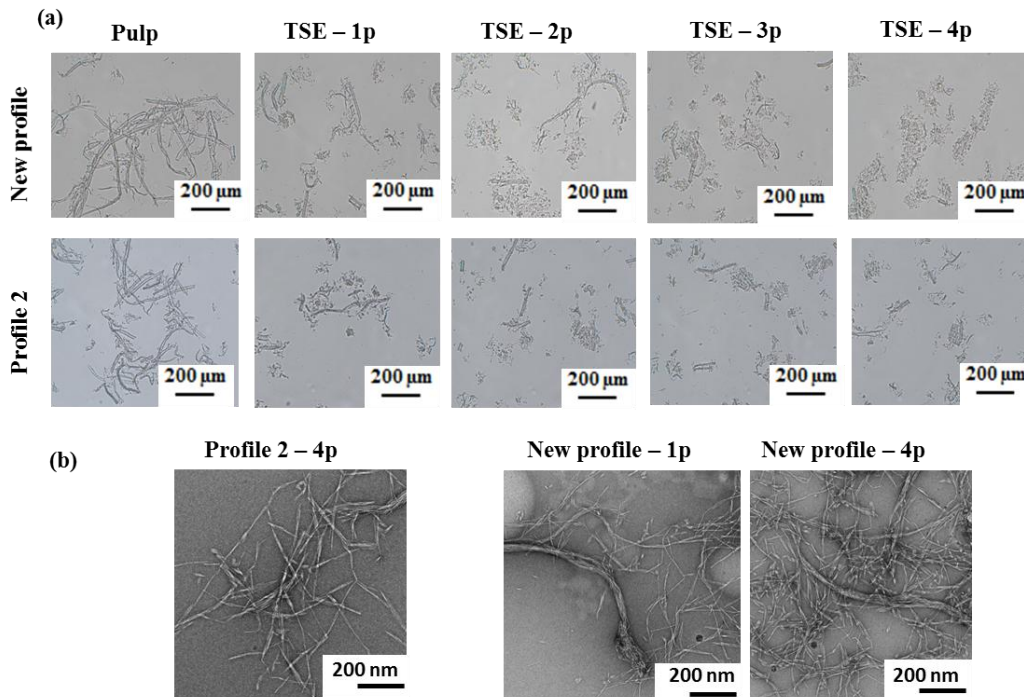 (a)
Pulp TSE – 1p TSE – 2p TSE – 3p TSE – 4p
New profile
200 µm 200 µm 200 µm 200 µm 200 µm
Profile 2
200 µm 200 µm 200 µm 200 µm 200 µm
(b)
Profile 2 – 4p New profile – 1p New profile – 4p
200 nm 200 nm 200 nm